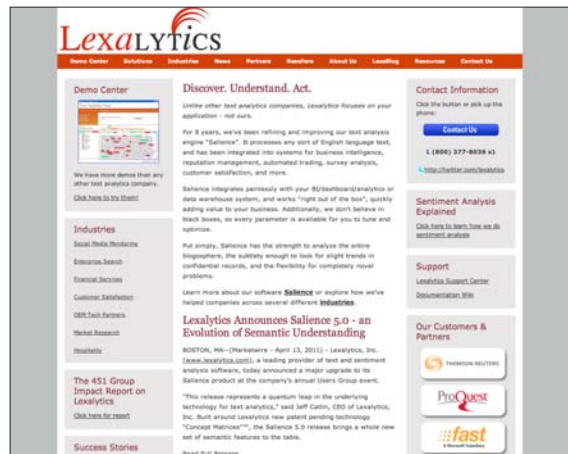 Lexalytics
Demo Center Solutions Industries News Partners Resellers About Us LexaBlog Resources Contact Us
Demo Center
We have more demos than any
other text analytics company.
Click here to try them!
Industries
Social Media Monitoring
Enterprise Search
Financial Services
Customer Satisfaction
OEM Tech Partners
Market Research
Hospitality
The 451 Group
Impact Report on
Lexalytics
Click here for report
Success Stories
Discover. Understand. Act.
Unlike other text analytics companies, Lexalytics focuses on your
application - not ours.
For 8 years, we've been refining and improving our text analysis
engine "Salience". It processes any sort of English language text,
and has been integrated into systems for business intelligence,
reputation management, automated trading, survey analysis,
customer satisfaction, and more.
Salience integrates painlessly with your BI/dashboard/analytics or
data warehouse system, and works "right out of the box", quickly
adding value to your business. Additionally, we don't believe in
black boxes, so every parameter is available for you to tune and
optimize.
Put simply, Salience has the strength to analyze the entire
blogosphere, the subtlety enough to look for slight trends in
confidential records, and the flexibility for completely novel
problems.
Learn more about our software Salience or explore how we've
helped companies across several different industries.
Lexalytics Announces Salience 5.0 - an
Evolution of Semantic Understanding
BOSTON, MA--(Marketwire - April 13, 2011) - Lexalytics, Inc.
(www.lexalytics.com), a leading provider of text and sentiment
analysis software, today announced a major upgrade to its
Salience product at the company's annual Users Group event.
"This release represents a quantum leap in the underlying
technology for text analytics," said Jeff Catlin, CEO of Lexalytics,
Inc. Built around Lexalytics new patent pending technology
"Concept Matrices"™, the Salience 5.0 release brings a whole new
set of semantic features to the table.
Read Full Release
Contact Information
Click the button or pick up the
phone:
Contact Us
1 (800) 377-8036 x1
http://twitter.com/lexalytics
Sentiment Analysis
Explained
Click here to learn how we do
sentiment analysis
Support
Lexalytics Support Center
Documentation Wiki
Our Customers &
Partners
THOMSON REUTERS
ProQuest
fast
A Microsoft Subsidiary